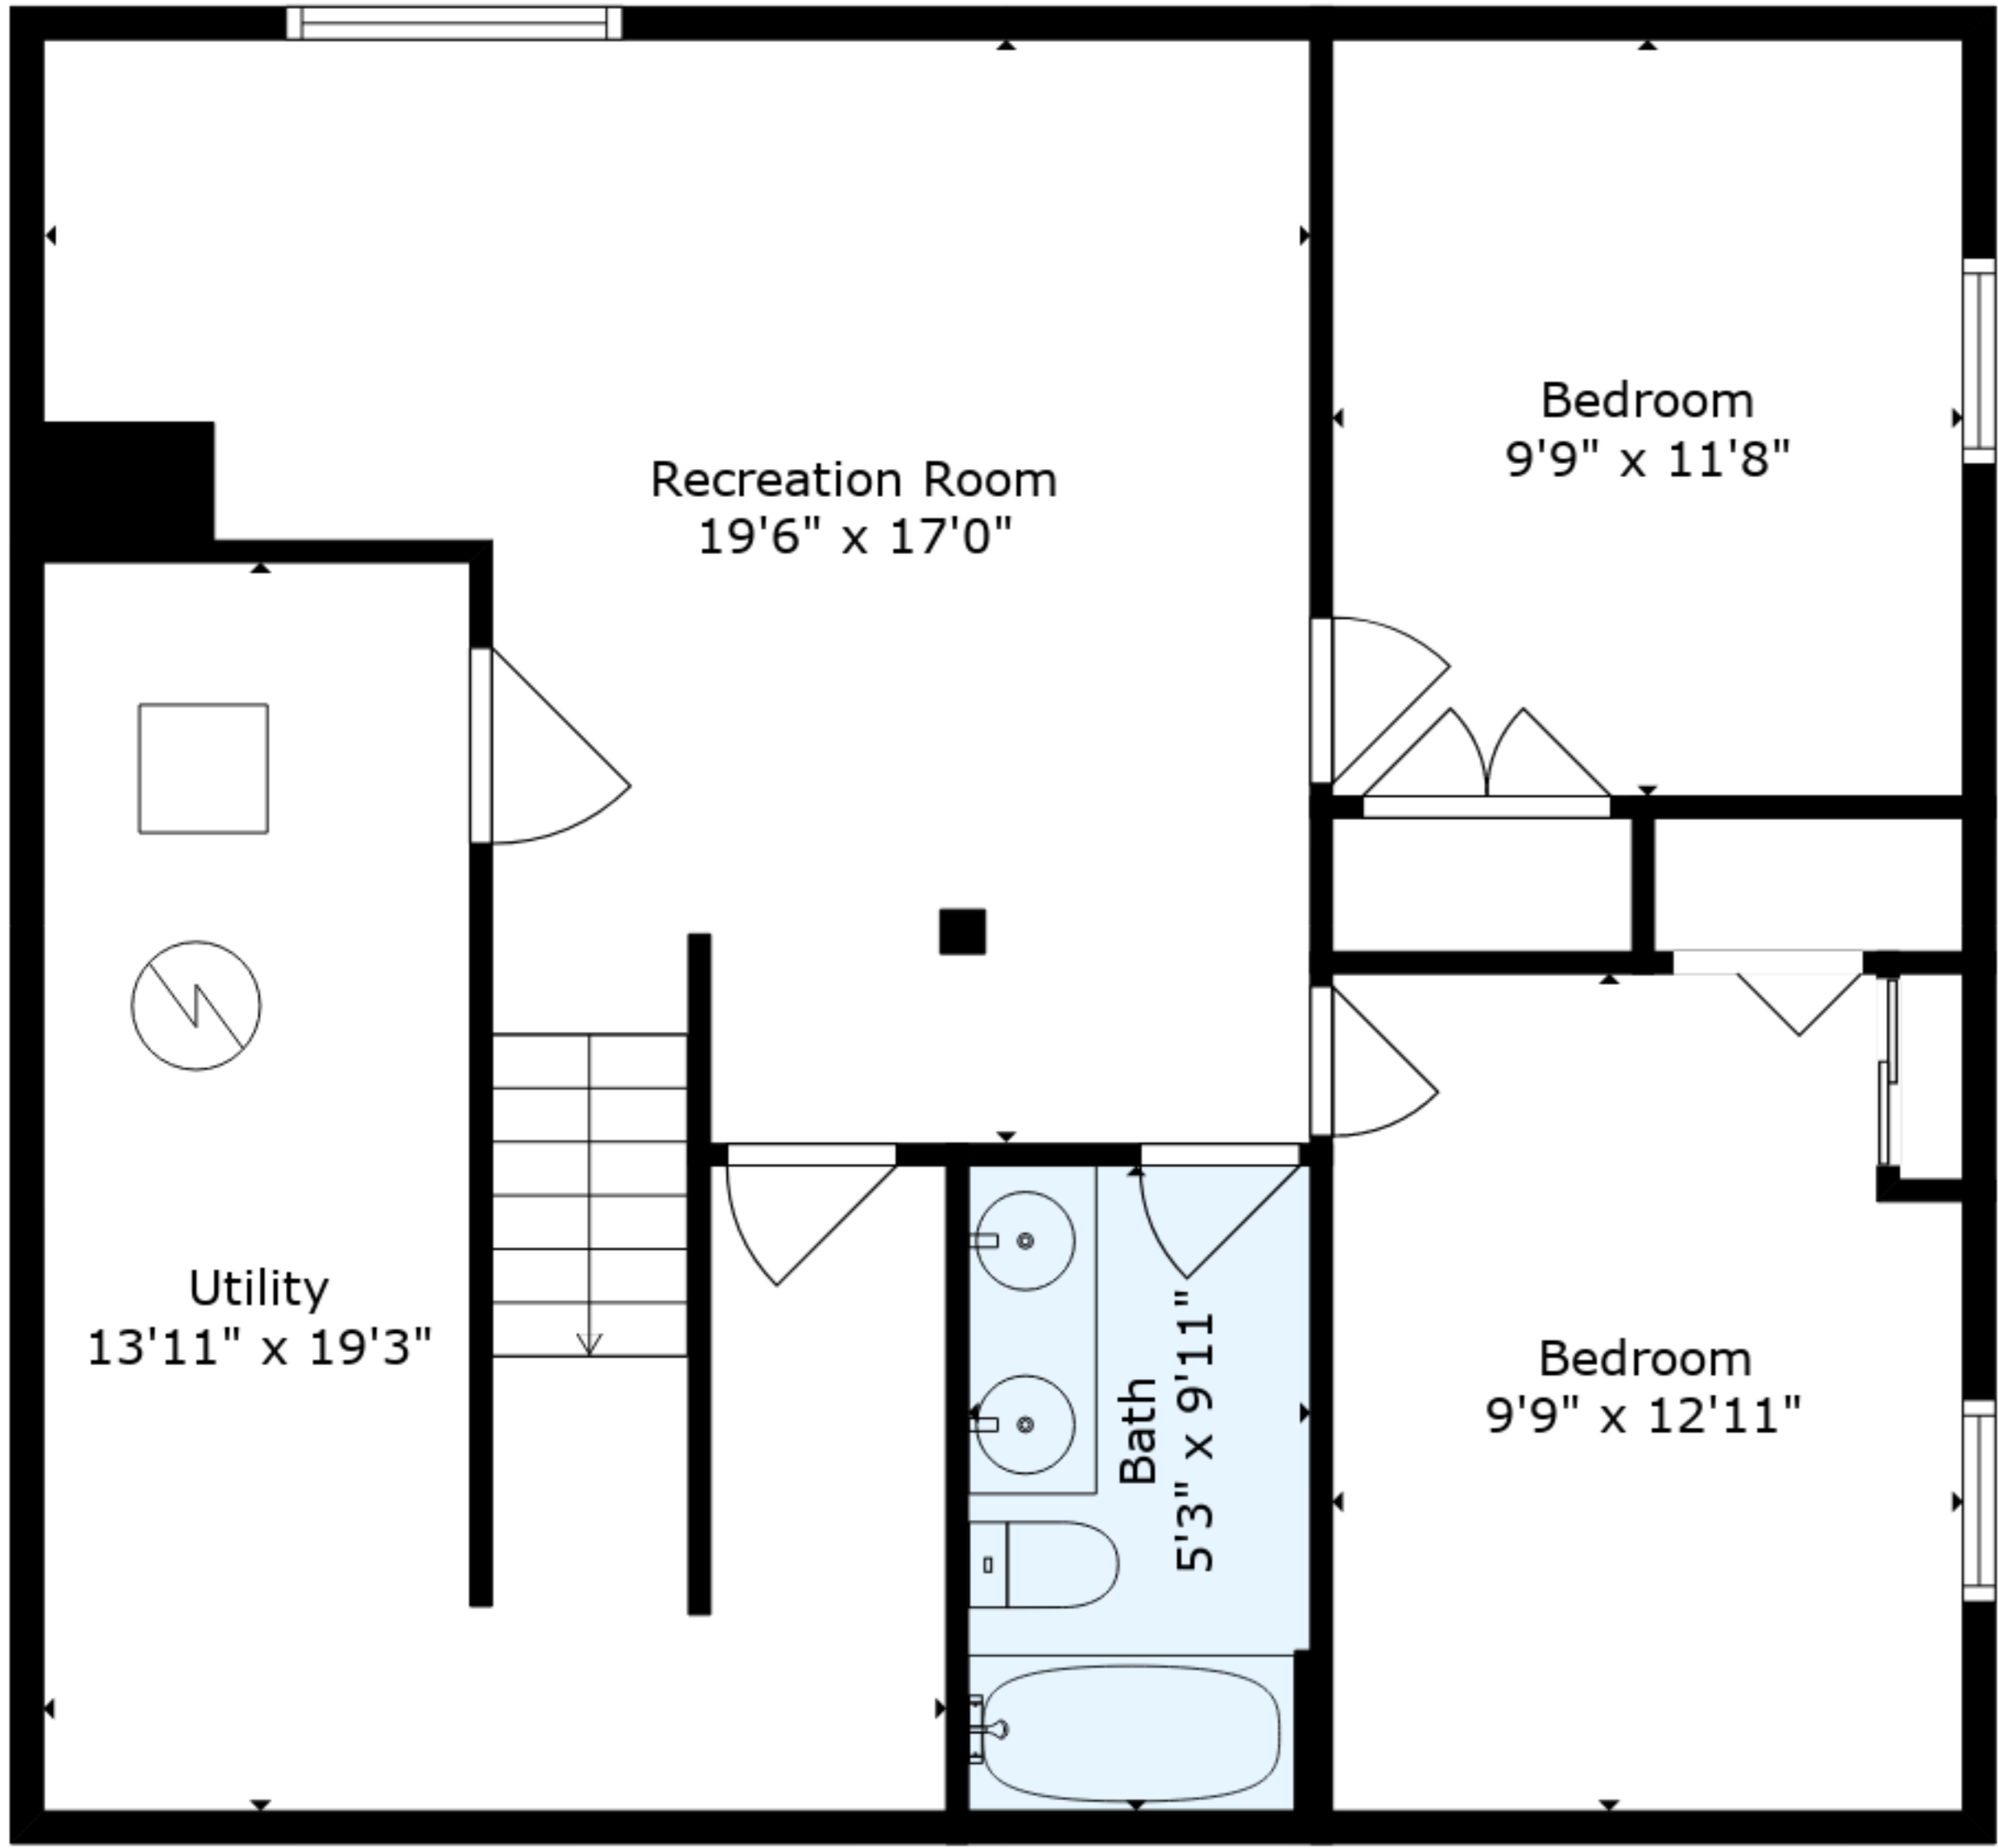 Bedroom
9'9" x 11'8"
Recreation Room
19'6" x 17'0"
Utility
13'11" x 19'3"
Bath
5'3" x 9'11"
Bedroom
9'9" x 12'11"